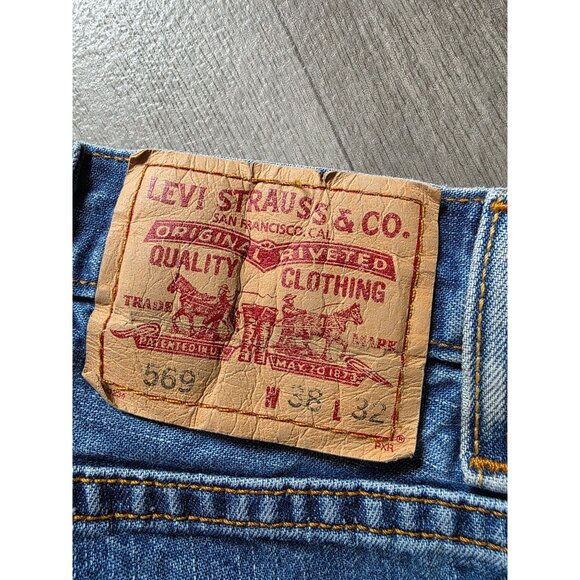 LEVI STRAUSS & CO.
SAN FRANCISCO, CAL
ORIGINAL RIVETED
QUALITY CLOTHING
TRADE MARK
PATENTED IN U.S. MAY 20 1873
569 W 38 L 32
®
PXR